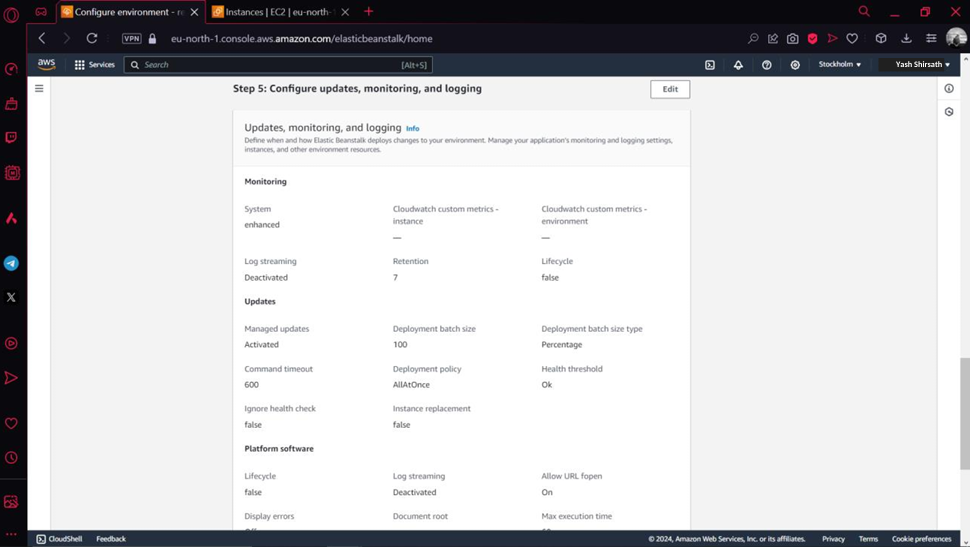 Configure environment - re
Instances | EC2 | eu-north-1
VPN
eu-north-1.console.aws.amazon.com/elasticbeanstalk/home
aws
Services
Search
[Alt+S]
Stockholm
Yash Shirsath
Step 5: Configure updates, monitoring, and logging
Edit
Updates, monitoring, and logging Info
Define when and how Elastic Beanstalk deploys changes to your environment. Manage your application's monitoring and logging settings,
instances, and other environment resources.
Monitoring
System
enhanced
Cloudwatch custom metrics -
instance
—
Cloudwatch custom metrics -
environment
—
Log streaming
Deactivated
Retention
7
Lifecycle
false
Updates
Managed updates
Activated
Deployment batch size
100
Deployment batch size type
Percentage
Command timeout
600
Deployment policy
AllAtOnce
Health threshold
Ok
Ignore health check
false
Instance replacement
false
Platform software
Lifecycle
false
Log streaming
Deactivated
Allow URL fopen
On
Display errors
Document root
Max execution time
CloudShell
Feedback
© 2024, Amazon Web Services, Inc. or its affiliates.
Privacy
Terms
Cookie preferences